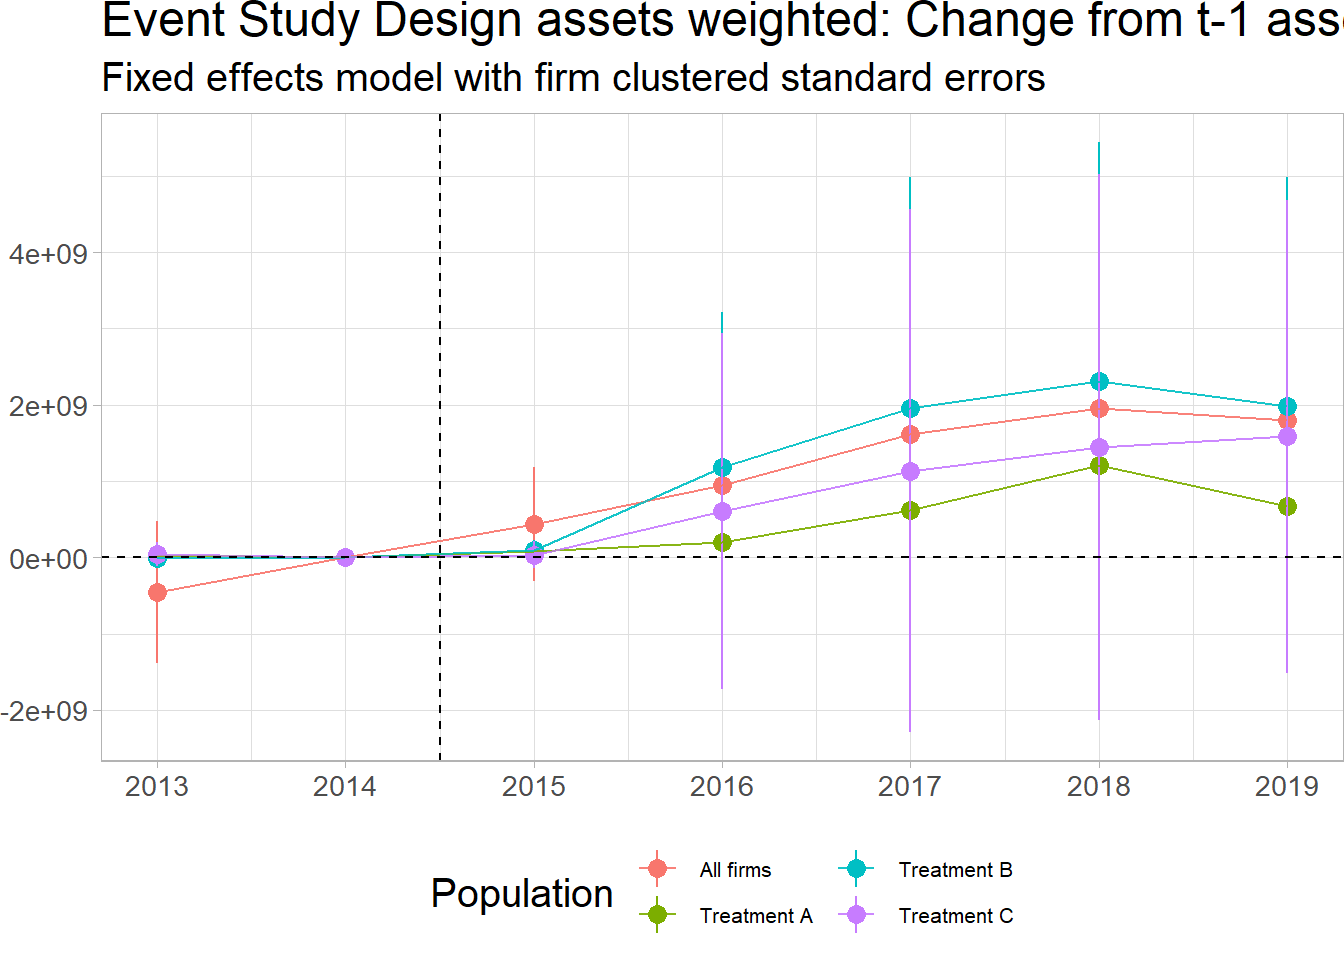 Event Study Design assets weighted: Change from t-1
Fixed effects model with firm clustered standard errors
4e+09
2e+09
0e+00
-2e+09
2013 2014 2015 2016 2017 2018 2019
Population
All firms Treatment B
Treatment A Treatment C